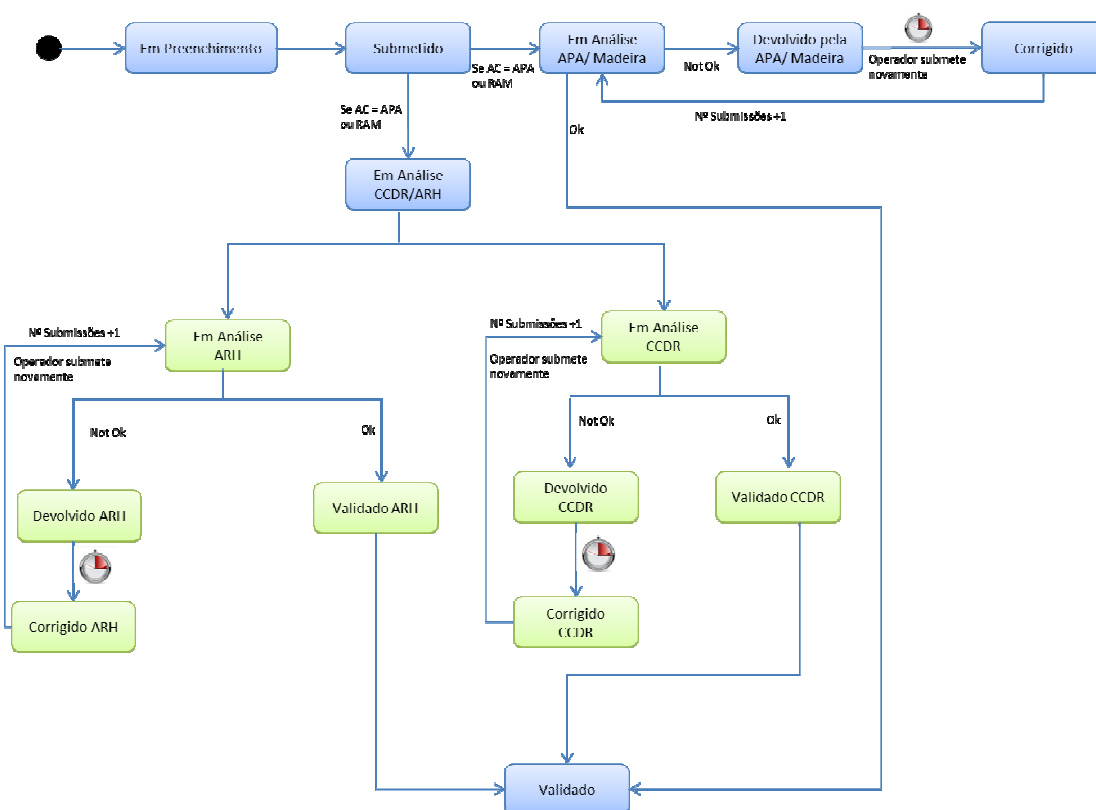 Em Preenchimento
Submetido
Se AC = APA
ou RAM
Em Análise
APA/ Madeira
Not Ok
Devolvido pela
APA/ Madeira
Operador submete
novamente
Corrigido
Nº Submissões +1
Se AC = APA
ou RAM
Ok
Em Análise
CCDR/ARH
Nº Submissões +1
Operador submete
novamente
Em Análise
ARH
Nº Submissões +1
Operador submete
novamente
Em Análise
CCDR
Not Ok
Ok
Not Ok
Ok
Devolvido ARH
Validado ARH
Devolvido
CCDR
Validado CCDR
Corrigido ARH
Corrigido
CCDR
Validado